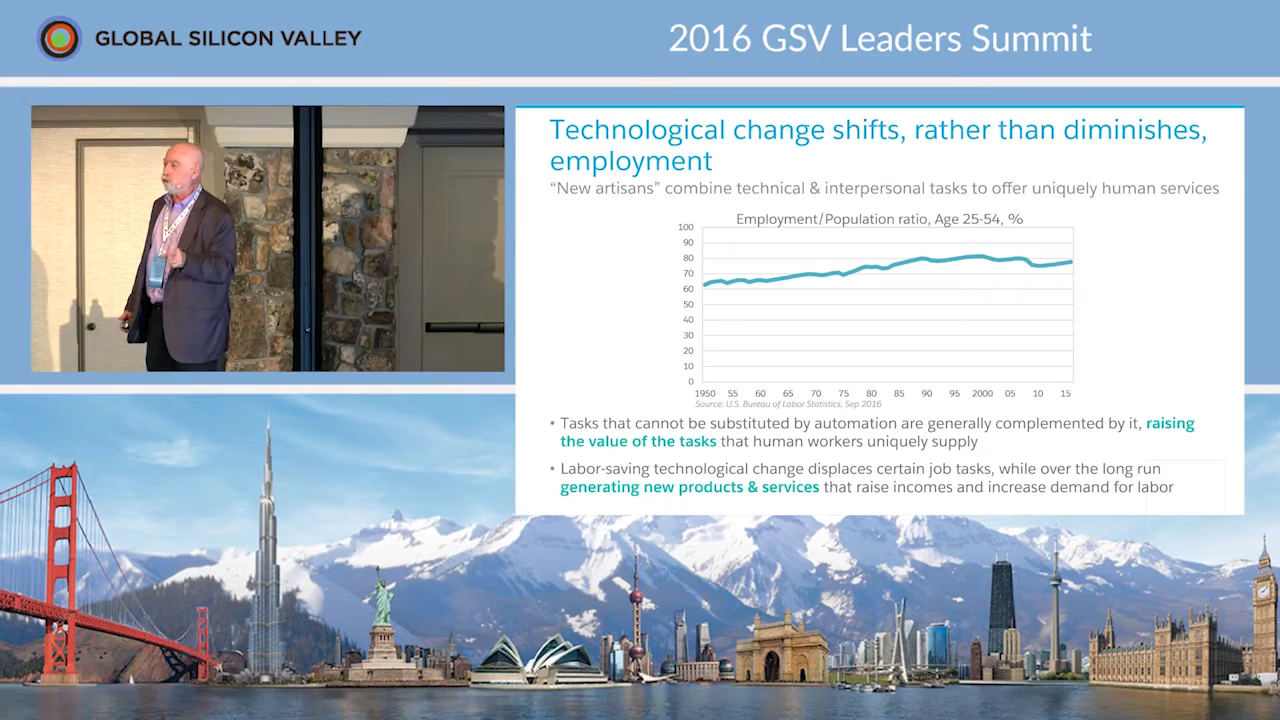 GLOBAL SILICON VALLEY
2016 GSV Leaders Summit
Technological change shifts, rather than diminishes,
employment
“New artisans” combine technical & interpersonal tasks to offer uniquely human services
Employment/Population ratio, Age 25-54, %
100
90
80
70
60
50
40
30
20
10
0
1950 55 60 65 70 75 80 85 90 95 2000 05 10 15
Source: U.S. Bureau of Labor Statistics, Sep 2016
• Tasks that cannot be substituted by automation are generally complemented by it, raising
the value of the tasks that human workers uniquely supply
• Labor-saving technological change displaces certain job tasks, while over the long run
generating new products & services that raise incomes and increase demand for labor